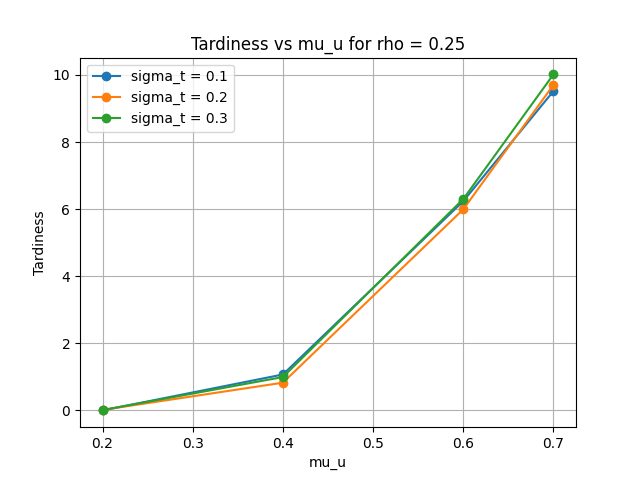 Tardiness vs mu_u for rho = 0.25
sigma_t = 0.1
sigma_t = 0.2
sigma_t = 0.3
10
8
6
4
2
0
Tardiness
0.2 0.3 0.4 0.5 0.6 0.7
mu_u